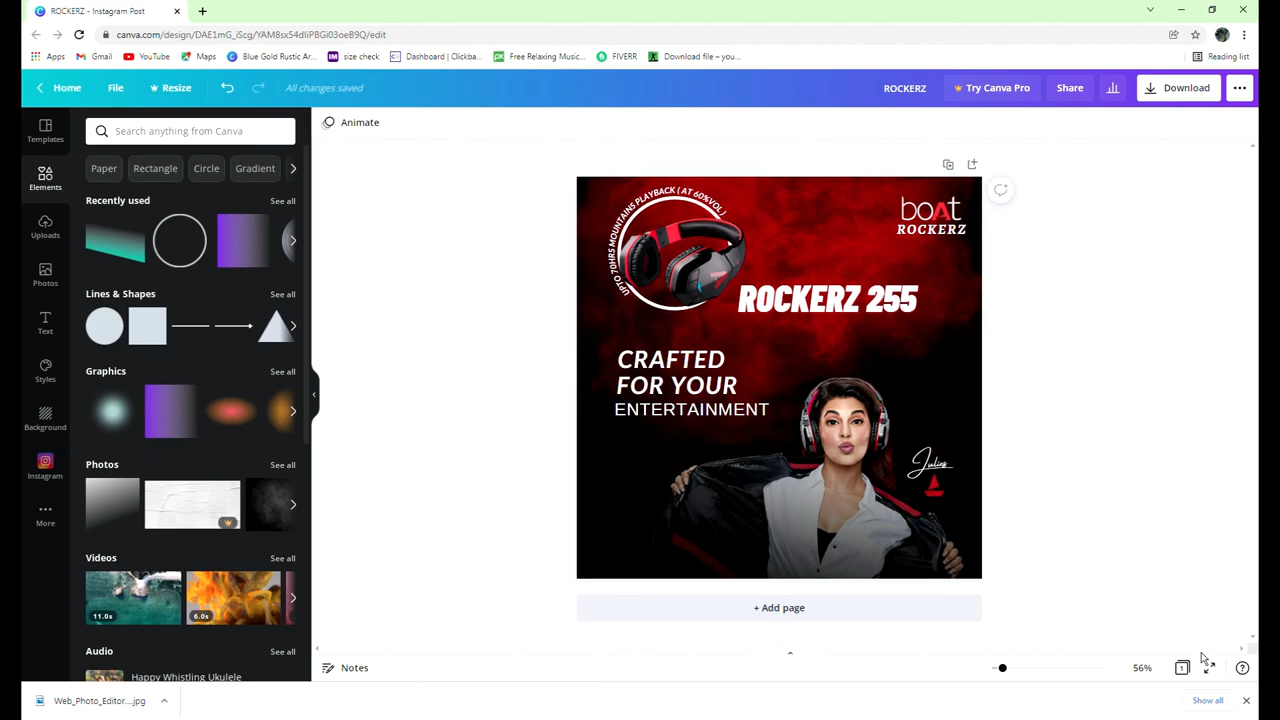 ROCKERZ - Instagram Post
canva.com/design/DAE1mG_iScg/YAM8sx54dIiPBGi03oeB9Q/edit
Apps Gmail YouTube Maps Blue Gold Rustic Ar... size check Dashboard | Clickba... Free Relaxing Music... FIVERR Download file – you... Reading list
Home File Resize All changes saved ROCKERZ Try Canva Pro Share Download
Templates
Elements
Uploads
Photos
Text
Styles
Background
Instagram
More
Search anything from Canva
Paper Rectangle Circle Gradient
Recently used See all
Lines & Shapes See all
Graphics See all
Photos See all
Videos See all
11.0s 6.0s
Audio See all
Happy Whistling Ukulele
Animate
UPTO 70HRS MOUNTAINS PLAYBACK ( AT 60%VOL )
boAt
ROCKERZ
ROCKERZ 255
CRAFTED
FOR YOUR
ENTERTAINMENT
+ Add page
Notes 56% 1
Web_Photo_Editor....jpg Show all